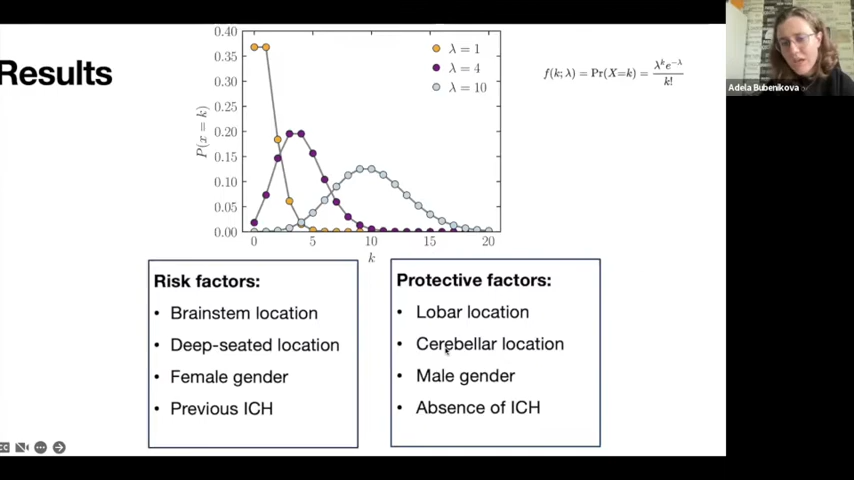 Results
0.40
0.35
0.30
0.25
0.20
0.15
0.10
0.05
0.00
P(x = k)
λ = 1
λ = 4
λ = 10
0 5 10 15 20
k
f(k; λ) = Pr(X=k) = λ^k e^−λ / k!
Adela Bubenikova
Risk factors:
• Brainstem location
• Deep-seated location
• Female gender
• Previous ICH
Protective factors:
• Lobar location
• Cerebellar location
• Male gender
• Absence of ICH
CC